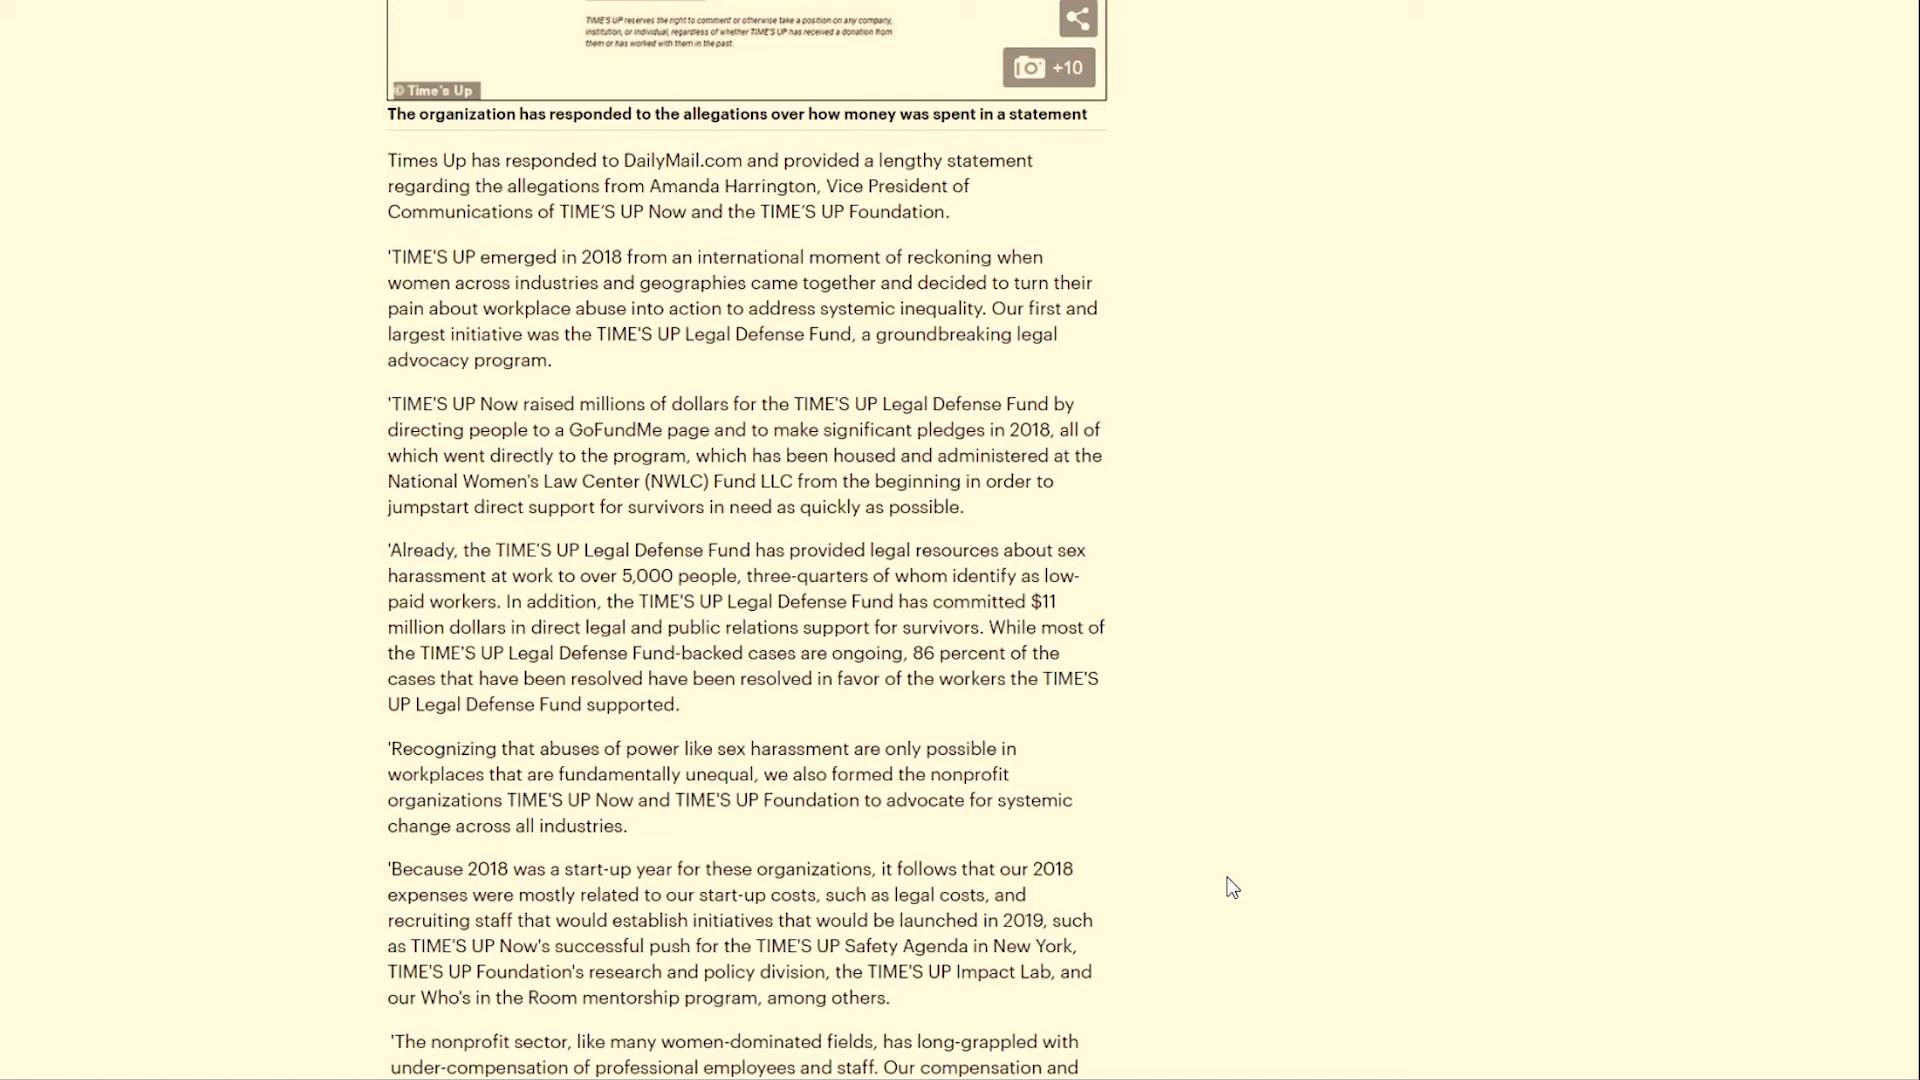 TIME'S UP reserves the right to comment or otherwise take a position on any company,
institution, or individual, regardless of whether TIME'S UP has received a donation from
them or has worked with them in the past.
+10
© Time's Up
The organization has responded to the allegations over how money was spent in a statement
Times Up has responded to DailyMail.com and provided a lengthy statement
regarding the allegations from Amanda Harrington, Vice President of
Communications of TIME'S UP Now and the TIME'S UP Foundation.
'TIME'S UP emerged in 2018 from an international moment of reckoning when
women across industries and geographies came together and decided to turn their
pain about workplace abuse into action to address systemic inequality. Our first and
largest initiative was the TIME'S UP Legal Defense Fund, a groundbreaking legal
advocacy program.
'TIME'S UP Now raised millions of dollars for the TIME'S UP Legal Defense Fund by
directing people to a GoFundMe page and to make significant pledges in 2018, all of
which went directly to the program, which has been housed and administered at the
National Women's Law Center (NWLC) Fund LLC from the beginning in order to
jumpstart direct support for survivors in need as quickly as possible.
'Already, the TIME'S UP Legal Defense Fund has provided legal resources about sex
harassment at work to over 5,000 people, three-quarters of whom identify as low-
paid workers. In addition, the TIME'S UP Legal Defense Fund has committed $11
million dollars in direct legal and public relations support for survivors. While most of
the TIME'S UP Legal Defense Fund-backed cases are ongoing, 86 percent of the
cases that have been resolved have been resolved in favor of the workers the TIME'S
UP Legal Defense Fund supported.
'Recognizing that abuses of power like sex harassment are only possible in
workplaces that are fundamentally unequal, we also formed the nonprofit
organizations TIME'S UP Now and TIME'S UP Foundation to advocate for systemic
change across all industries.
'Because 2018 was a start-up year for these organizations, it follows that our 2018
expenses were mostly related to our start-up costs, such as legal costs, and
recruiting staff that would establish initiatives that would be launched in 2019, such
as TIME'S UP Now's successful push for the TIME'S UP Safety Agenda in New York,
TIME'S UP Foundation's research and policy division, the TIME'S UP Impact Lab, and
our Who's in the Room mentorship program, among others.
'The nonprofit sector, like many women-dominated fields, has long-grappled with
under-compensation of professional employees and staff. Our compensation and